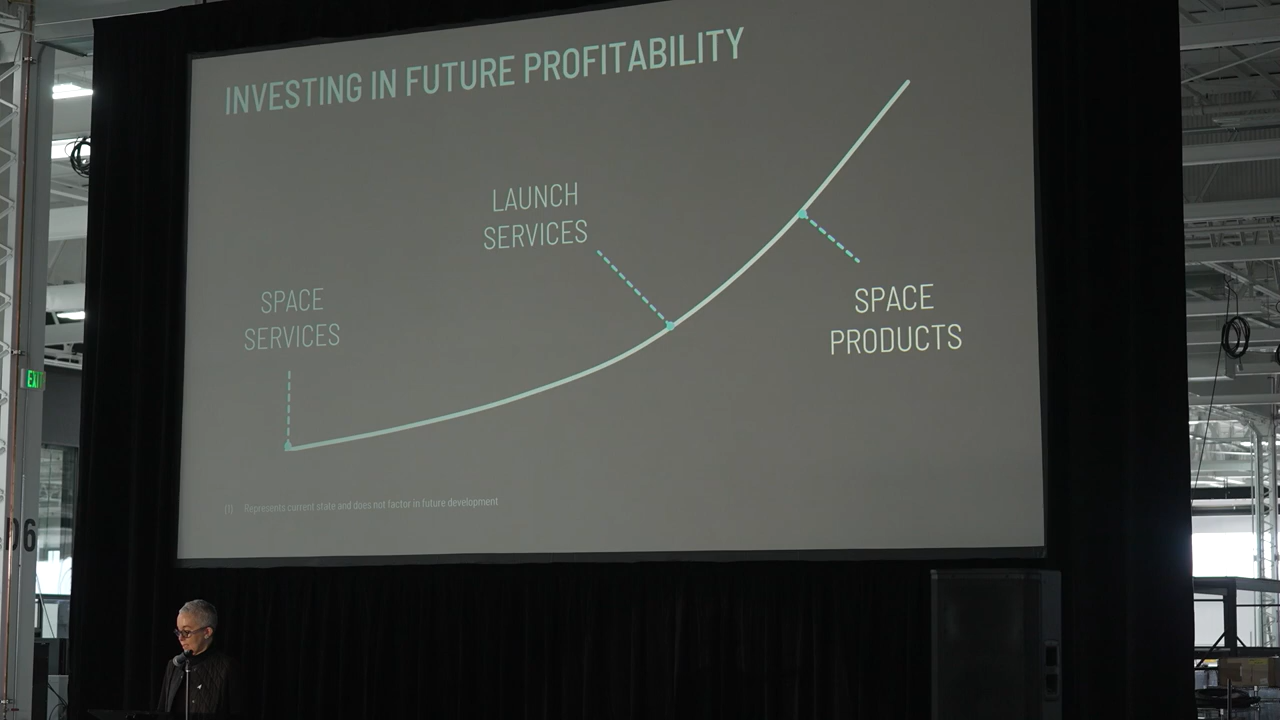 INVESTING IN FUTURE PROFITABILITY
LAUNCH
SERVICES
SPACE
SERVICES
SPACE
PRODUCTS
(1) Represents current state and does not factor in future development
EXIT
06